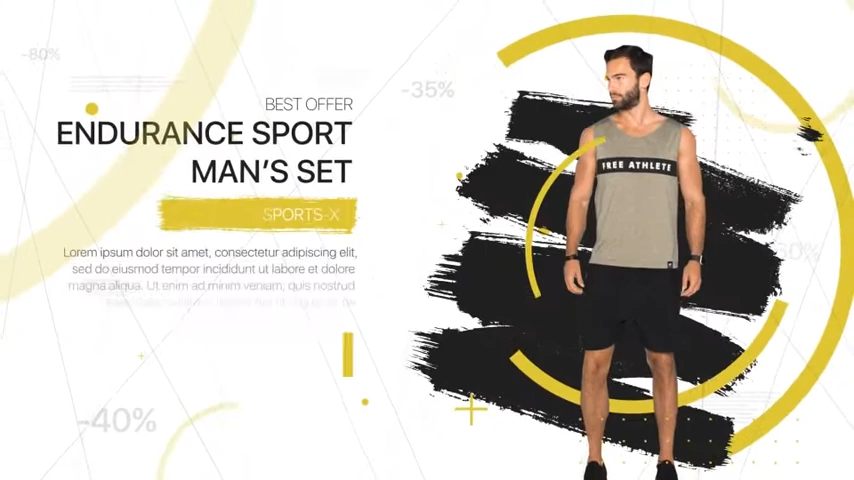 -80%
-35%
BEST OFFER
ENDURANCE SPORT
MAN'S SET
SPORTS-X
Lorem ipsum dolor sit amet, consectetur adipiscing elit,
sed do eiusmod tempor incididunt ut labore et dolore
magna aliqua. Ut enim ad minim veniam, quis nostrud
FREE ATHLETE
-40%